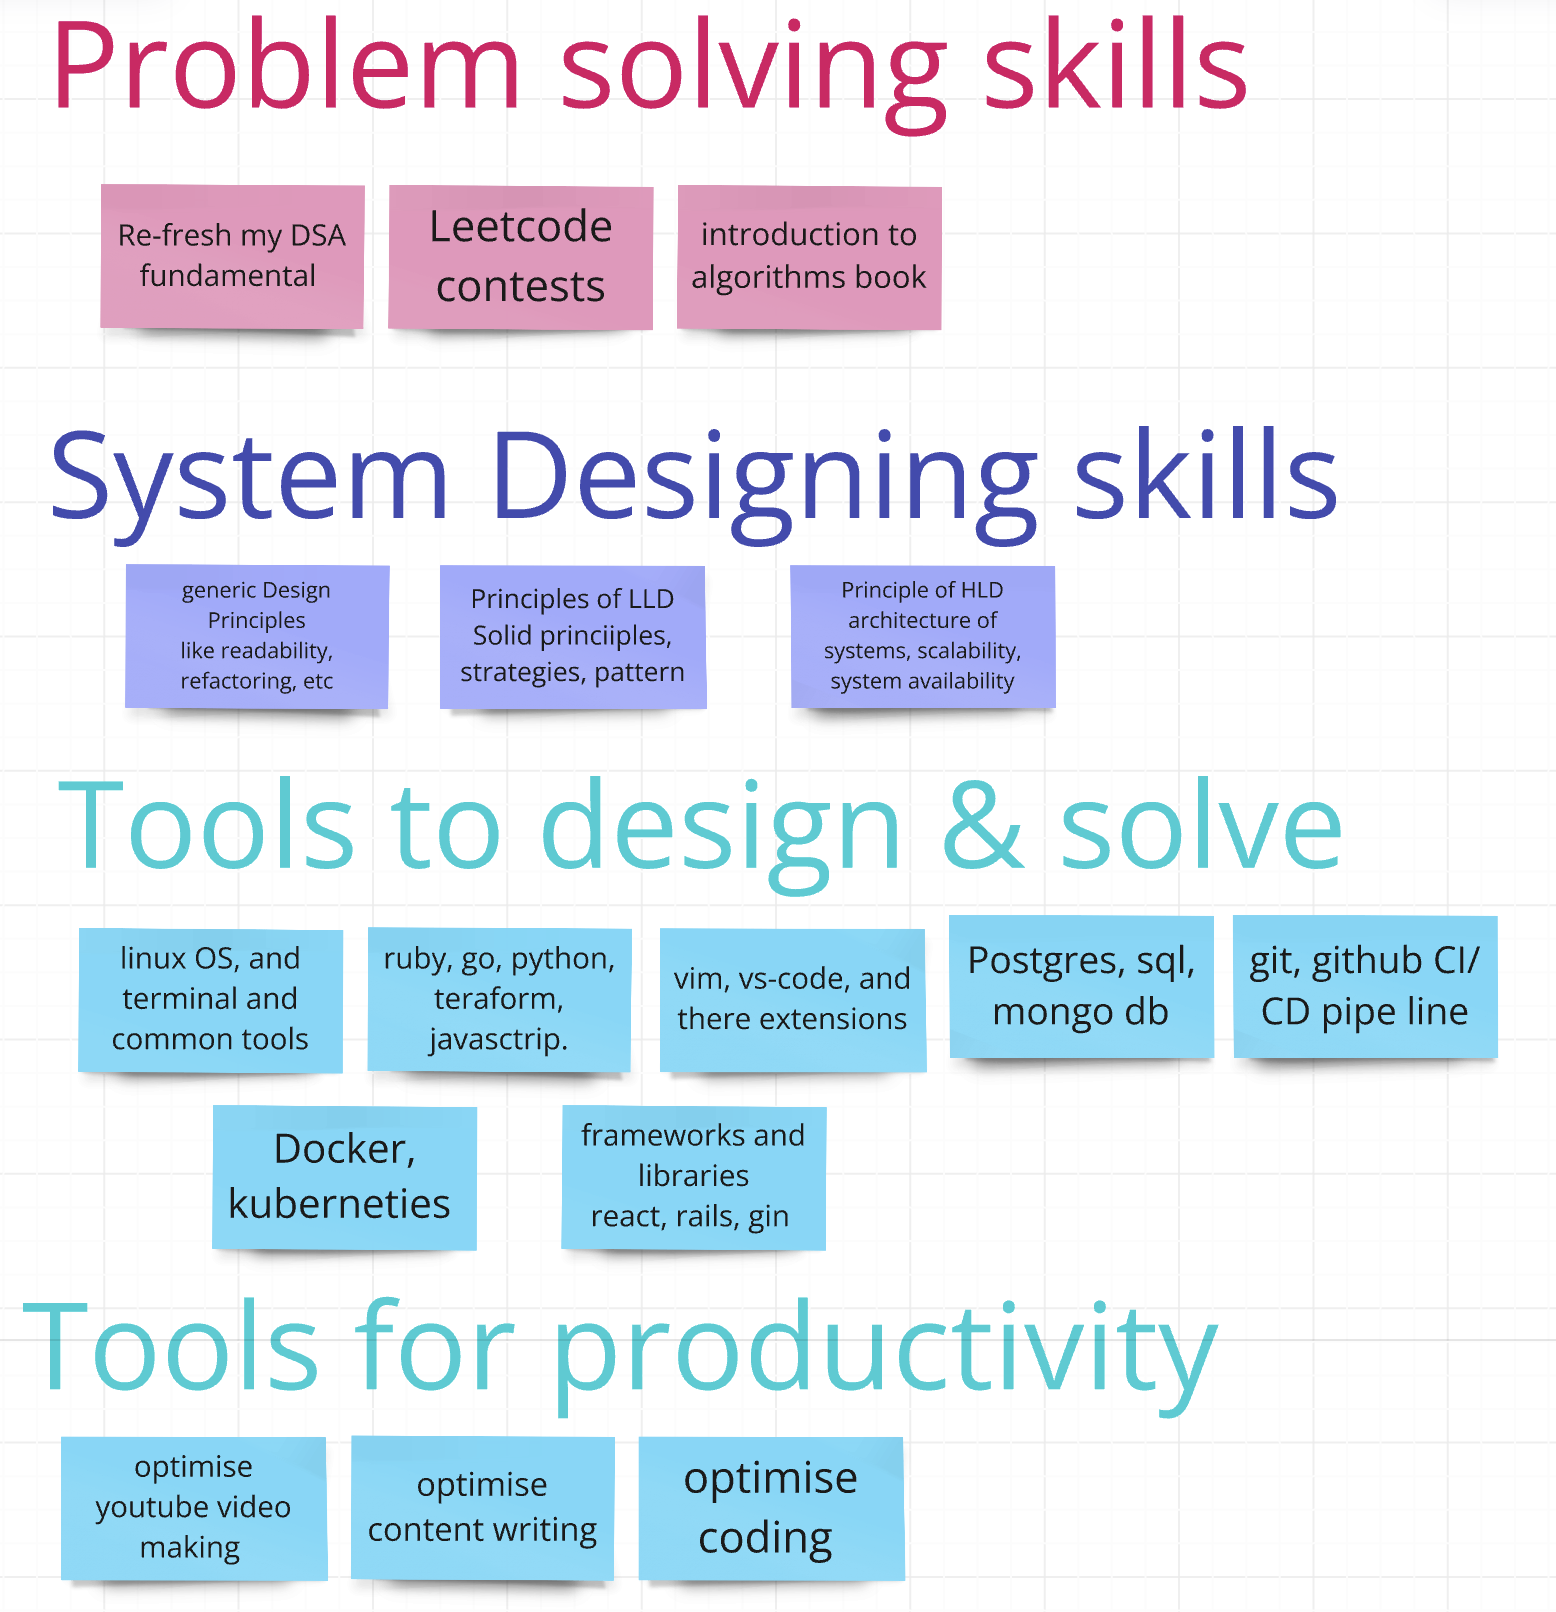 Problem solving skills
Re-fresh my DSA
fundamental
Leetcode
contests
introduction to
algorithms book
System Designing skills
generic Design
Principles
like readability,
refactoring, etc
Principles of LLD
Solid princiiples,
strategies, pattern
Principle of HLD
architecture of
systems, scalability,
system availability
Tools to design & solve
linux OS, and
terminal and
common tools
ruby, go, python,
teraform,
javasctrip.
vim, vs-code, and
there extensions
Postgres, sql,
mongo db
git, github CI/
CD pipe line
Docker,
kuberneties
frameworks and
libraries
react, rails, gin
Tools for productivity
optimise
youtube video
making
optimise
content writing
optimise
coding